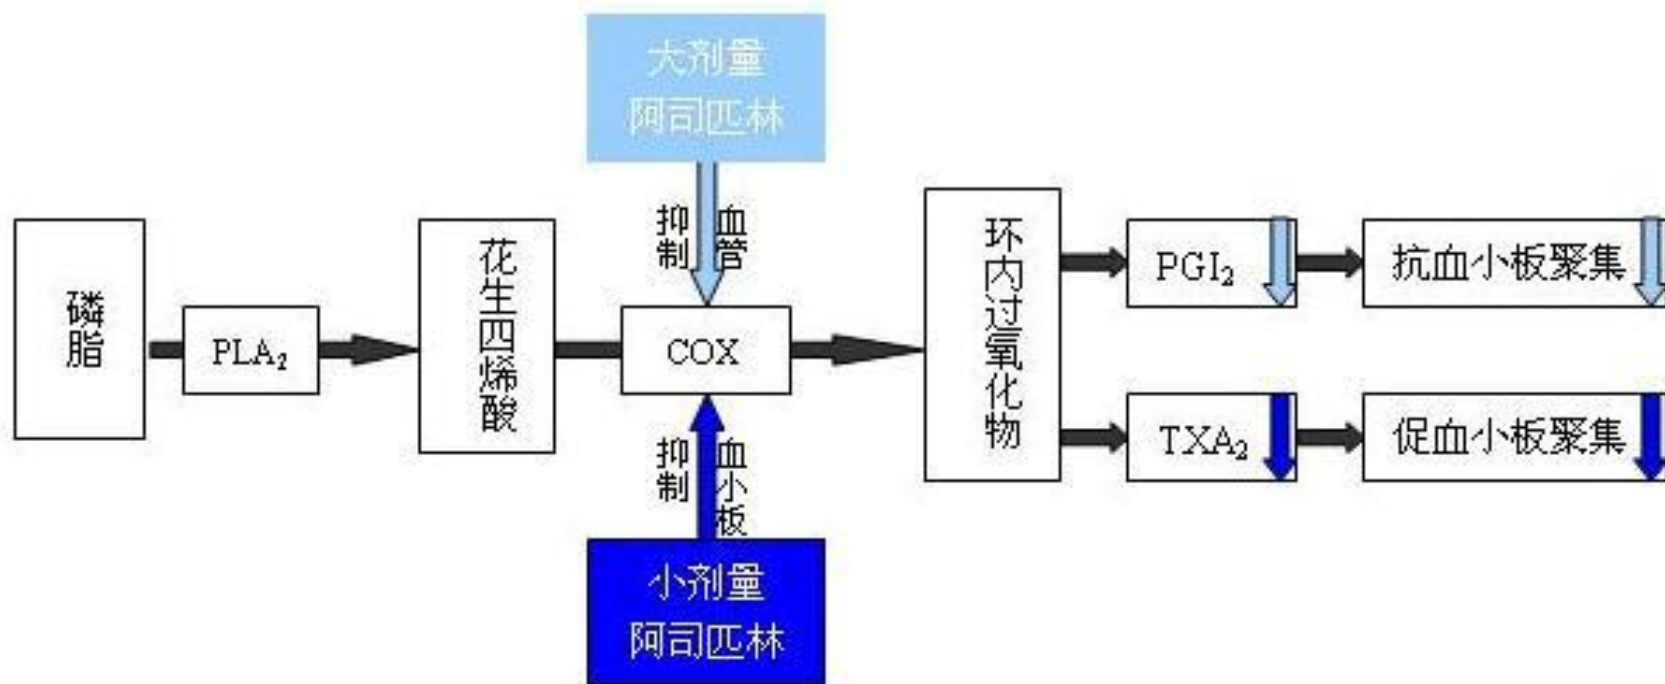 大剂量
阿司匹林
抑制
血管
磷脂
PLA₂
花生四烯酸
COX
环内过氧化物
PGI₂
抗血小板聚集
TXA₂
促血小板聚集
抑制
血小板
小剂量
阿司匹林